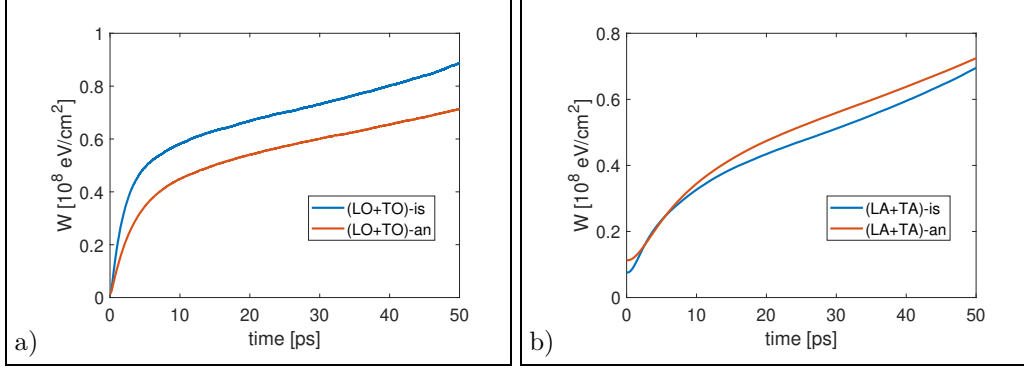 1
0.8
0.6
0.4
0.2
0
W [10^8 eV/cm^2]
(LO+TO)-is
(LO+TO)-an
0 10 20 30 40 50
time [ps]
a)
0.8
0.6
0.4
0.2
0
W [10^8 eV/cm^2]
(LA+TA)-is
(LA+TA)-an
0 10 20 30 40 50
time [ps]
b)